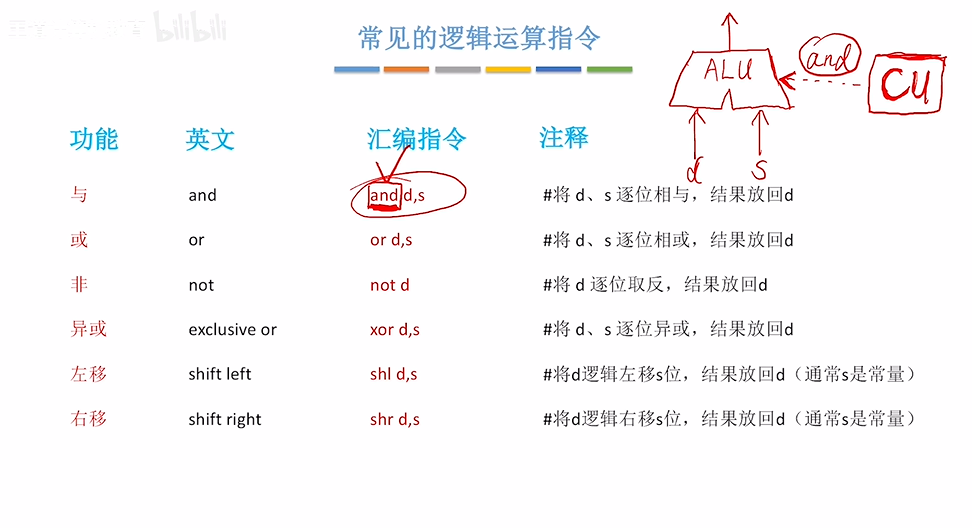 bilibili
常见的逻辑运算指令
ALU
and
CU
d
s
功能 英文 汇编指令 注释
与 and and d,s #将 d、s 逐位相与，结果放回d
或 or or d,s #将 d、s 逐位相或，结果放回d
非 not not d #将 d 逐位取反，结果放回d
异或 exclusive or xor d,s #将 d、s 逐位异或，结果放回d
左移 shift left shl d,s #将d逻辑左移s位，结果放回d（通常s是常量）
右移 shift right shr d,s #将d逻辑右移s位，结果放回d（通常s是常量）